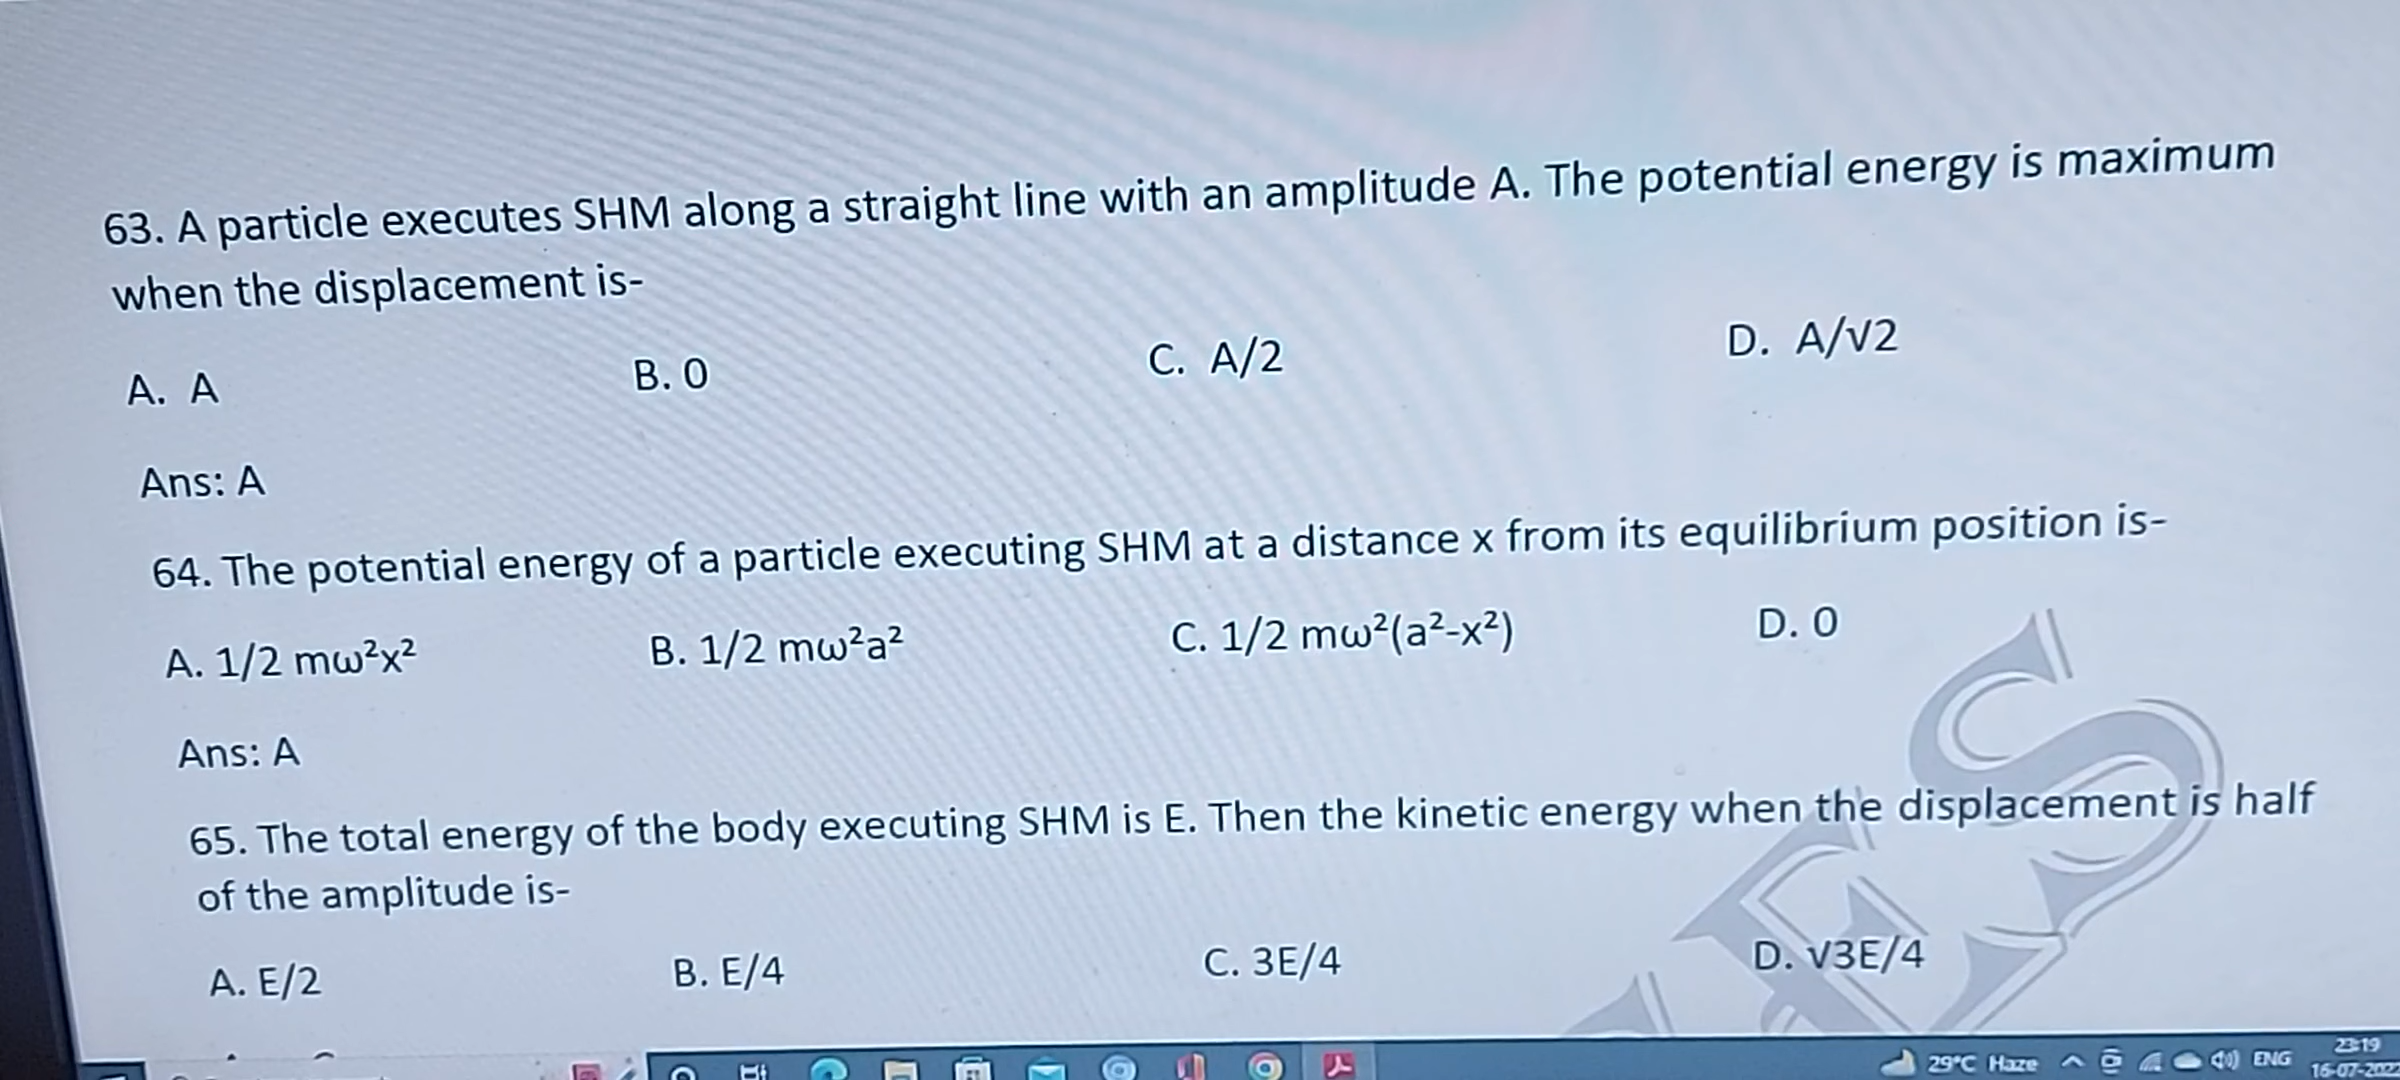 63. A particle executes SHM along a straight line with an amplitude A. The potential energy is maximum
when the displacement is-
A. A B. 0 C. A/2 D. A/√2
Ans: A
64. The potential energy of a particle executing SHM at a distance x from its equilibrium position is-
A. 1/2 mω²x² B. 1/2 mω²a² C. 1/2 mω²(a²-x²) D. 0
Ans: A
65. The total energy of the body executing SHM is E. Then the kinetic energy when the displacement is half
of the amplitude is-
A. E/2 B. E/4 C. 3E/4 D. √3E/4
29°C Haze ENG 23:19